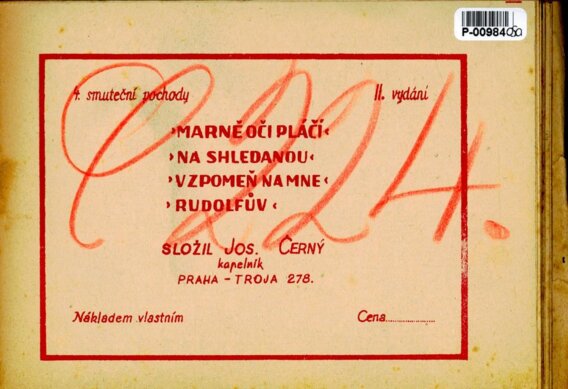 P-00984
4. smuteční pochody
II. vydání
C 224.
›MARNĚ OČI PLÁČÍ‹
›NA SHLEDANOU‹
›VZPOMEŇ NA MNE‹
›RUDOLFŮV‹
SLOŽIL JOS. ČERNÝ
kapelník
PRAHA - TROJA 278.
Nákladem vlastním
Cena..............